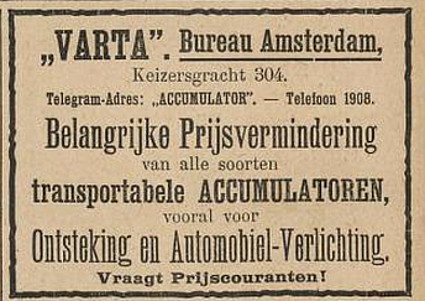 „VARTA”. Bureau Amsterdam,
Keizersgracht 304.
Telegram-Adres: „ACCUMULATOR”. — Telefoon 1908.
Belangrijke Prijsvermindering
van alle soorten
transportabele ACCUMULATOREN,
vooral voor
Ontsteking en Automobiel-Verlichting.
Vraagt Prijscouranten!